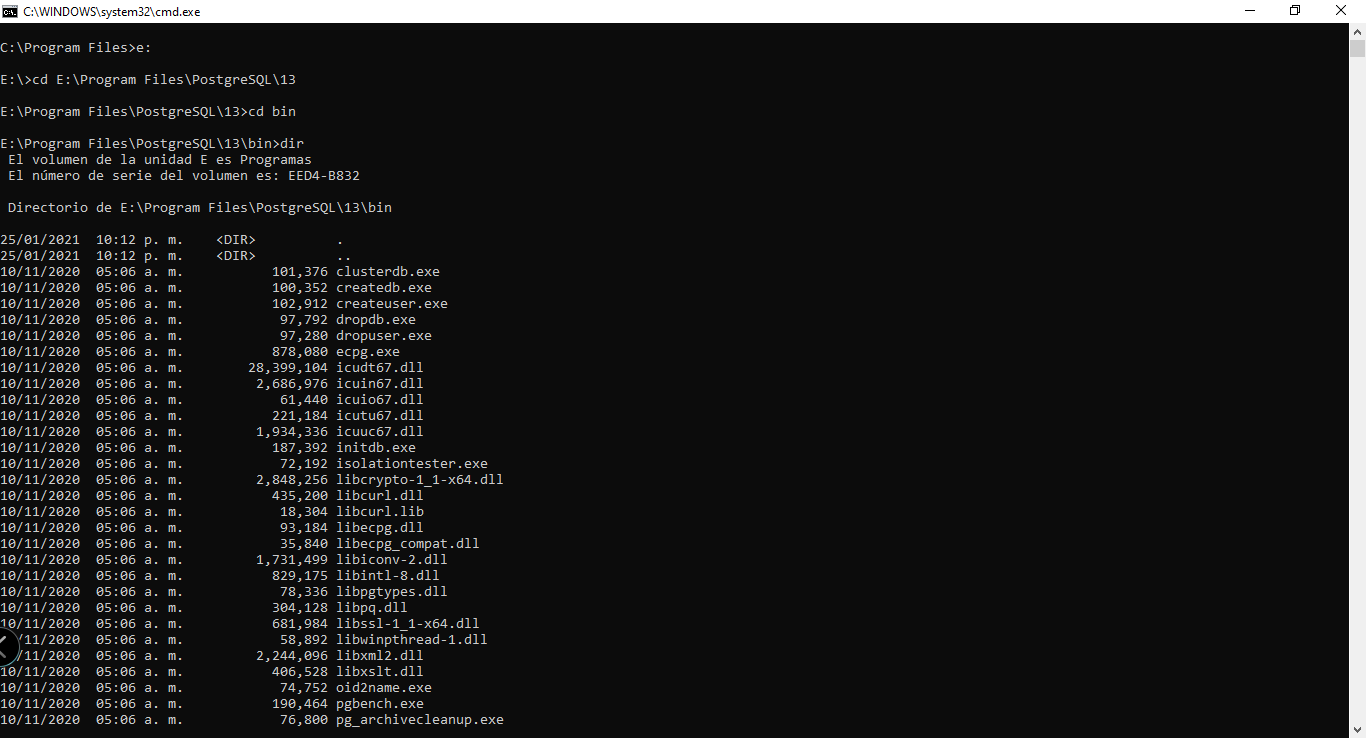 C:\WINDOWS\system32\cmd.exe
C:\Program Files>e:
E:\>cd E:\Program Files\PostgreSQL\13
E:\Program Files\PostgreSQL\13>cd bin
E:\Program Files\PostgreSQL\13\bin>dir
 El volumen de la unidad E es Programas
 El número de serie del volumen es: EED4-B832
 Directorio de E:\Program Files\PostgreSQL\13\bin
25/01/2021  10:12 p. m.    <DIR>          .
25/01/2021  10:12 p. m.    <DIR>          ..
10/11/2020  05:06 a. m.           101,376 clusterdb.exe
10/11/2020  05:06 a. m.           100,352 createdb.exe
10/11/2020  05:06 a. m.           102,912 createuser.exe
10/11/2020  05:06 a. m.            97,792 dropdb.exe
10/11/2020  05:06 a. m.            97,280 dropuser.exe
10/11/2020  05:06 a. m.           878,080 ecpg.exe
10/11/2020  05:06 a. m.        28,399,104 icudt67.dll
10/11/2020  05:06 a. m.         2,686,976 icuin67.dll
10/11/2020  05:06 a. m.            61,440 icuio67.dll
10/11/2020  05:06 a. m.           221,184 icutu67.dll
10/11/2020  05:06 a. m.         1,934,336 icuuc67.dll
10/11/2020  05:06 a. m.           187,392 initdb.exe
10/11/2020  05:06 a. m.            72,192 isolationtester.exe
10/11/2020  05:06 a. m.         2,848,256 libcrypto-1_1-x64.dll
10/11/2020  05:06 a. m.           435,200 libcurl.dll
10/11/2020  05:06 a. m.            18,304 libcurl.lib
10/11/2020  05:06 a. m.            93,184 libecpg.dll
10/11/2020  05:06 a. m.            35,840 libecpg_compat.dll
10/11/2020  05:06 a. m.         1,731,499 libiconv-2.dll
10/11/2020  05:06 a. m.           829,175 libintl-8.dll
10/11/2020  05:06 a. m.            78,336 libpgtypes.dll
10/11/2020  05:06 a. m.           304,128 libpq.dll
10/11/2020  05:06 a. m.           681,984 libssl-1_1-x64.dll
/11/2020  05:06 a. m.            58,892 libwinpthread-1.dll
/11/2020  05:06 a. m.         2,244,096 libxml2.dll
10/11/2020  05:06 a. m.           406,528 libxslt.dll
10/11/2020  05:06 a. m.            74,752 oid2name.exe
10/11/2020  05:06 a. m.           190,464 pgbench.exe
10/11/2020  05:06 a. m.            76,800 pg_archivecleanup.exe